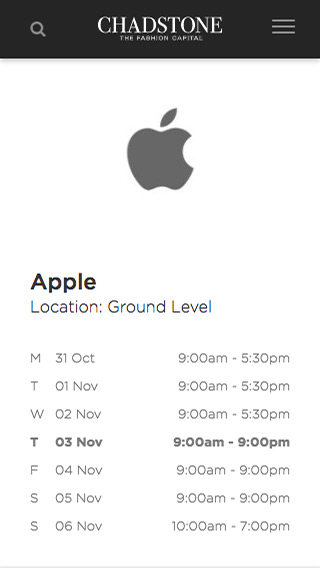 CHADSTONE
THE FASHION CAPITAL
Apple
Location: Ground Level
M 31 Oct 9:00am - 5:30pm
T 01 Nov 9:00am - 5:30pm
W 02 Nov 9:00am - 5:30pm
T 03 Nov 9:00am - 9:00pm
F 04 Nov 9:00am - 9:00pm
S 05 Nov 9:00am - 9:00pm
S 06 Nov 10:00am - 7:00pm